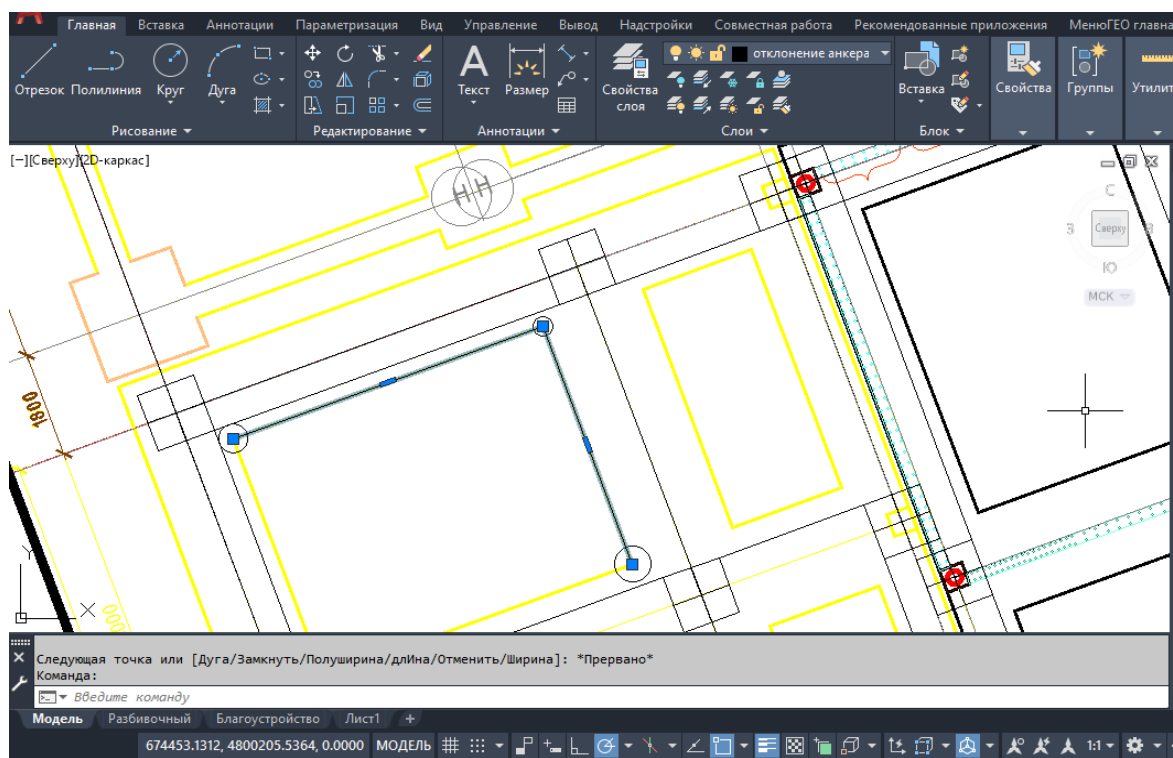 Главная Вставка Аннотации Параметризация Вид Управление Вывод Надстройки Совместная работа Рекомендованные приложения МенюГЕО главна
отклонение анкера
Отрезок Полилиния Круг Дуга Текст Размер Свойства слоя Вставка Свойства Группы Утилит
Рисование Редактирование Аннотации Слои Блок
[−][Сверху][2D-каркас]
НН
С
З Сверху В
Ю
МСК
1800
Y
X
000
Следующая точка или [Дуга/Замкнуть/Полуширина/длИна/Отменить/Ширина]: *Прервано*
Команда:
Введите команду
Модель Разбивочный Благоустройство Лист1 +
674453.1312, 4800205.5364, 0.0000 МОДЕЛЬ 1:1